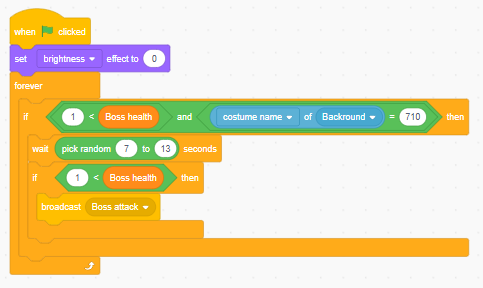 when clicked
set brightness effect to 0
forever
if 1 < Boss health and costume name of Backround = 710 then
wait pick random 7 to 13 seconds
if 1 < Boss health then
broadcast Boss attack